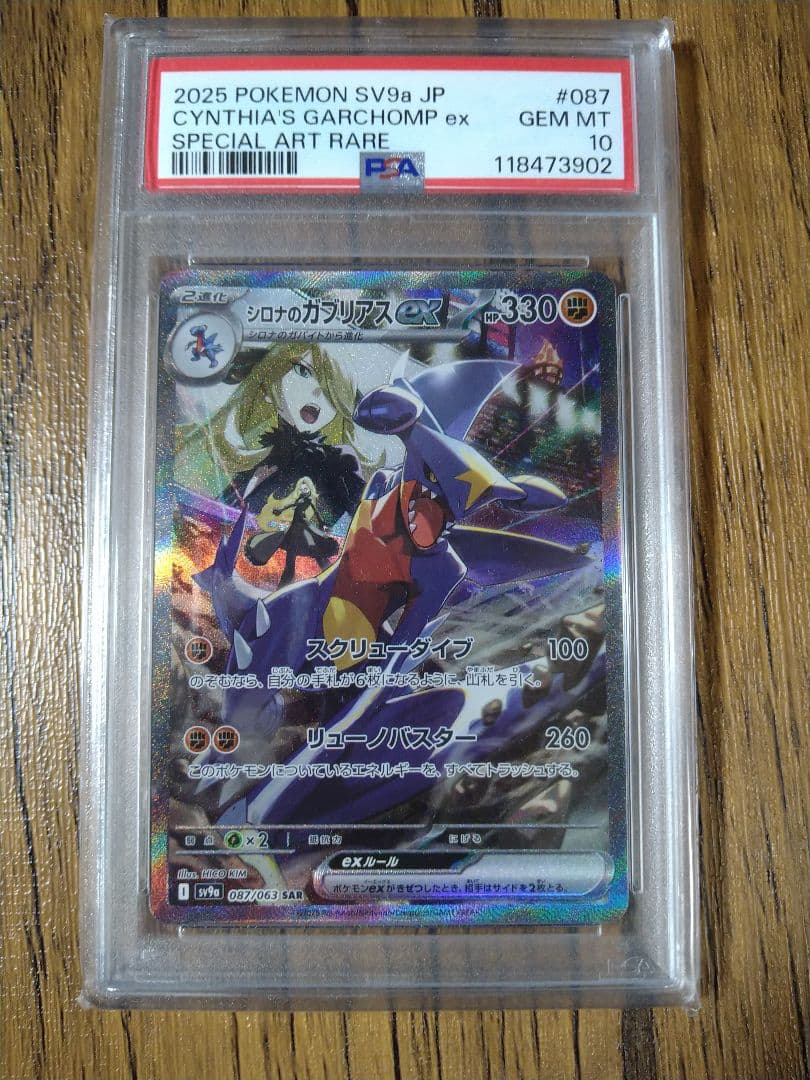 2025 POKEMON SV9a JP #087
CYNTHIA'S GARCHOMP ex GEM MT
SPECIAL ART RARE 10
PSA 118473902
2進化 シロナのガブリアスex HP330
シロナのガバイトから進化
スクリューダイブ 100
のぞむなら、自分の手札が6枚になるように、山札を引く。
リューノバスター 260
このポケモンについているエネルギーを、すべてトラッシュする。
弱点 ×2 抵抗力 にげる
Illus. HICO KIM
exルール
ポケモンexがきぜつしたとき、相手はサイドを2枚とる。
I sv9a 087/063 SAR